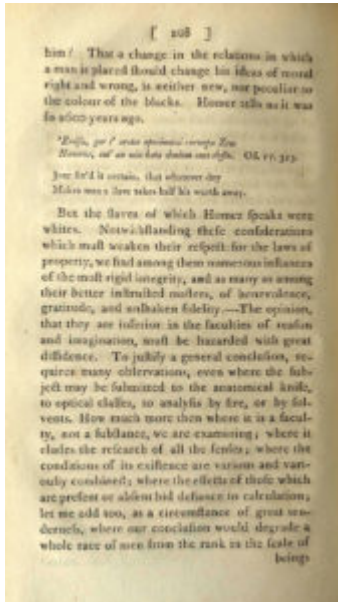 [ 208 ]
him? That a change in the relations in which
a man is placed ſhould change his ideas of moral
right and wrong, is neither new, nor peculiar to
the colour of the blacks. Homer tells us it was
ſo 2600 years ago.
Od. 17. 323.
Jove fix'd it certain, that whatever day
Makes man a ſlave takes half his worth away.
But the ſlaves of which Homer ſpeaks were
whites. Notwithſtanding theſe conſiderations
which muſt weaken their reſpect for the laws of
property, we find among them numerous inſtances
of the moſt rigid integrity, and as many as among
their better inſtructed maſters, of benevolence,
gratitude, and unſhaken fidelity.—The opinion,
that they are inferior in the faculties of reaſon
and imagination, muſt be hazarded with great
diffidence. To juſtify a general concluſion, re-
quires many obſervations, even where the ſub-
ject may be ſubmitted to the anatomical knife,
to optical claſſes, to analyſis by fire, or by ſol-
vents. How much more then where it is a facul-
ty, not a ſubſtance, we are examining; where it
eludes the reſearch of all the ſenſes; where the
conditions of its exiſtence are various and vari-
ouſly combined; where the effects of thoſe which
are preſent or abſent bid defiance to calculation;
let me add too, as a circumſtance of great ten-
derneſs, where our concluſion would degrade a
whole race of men from the rank in the ſcale of
beings